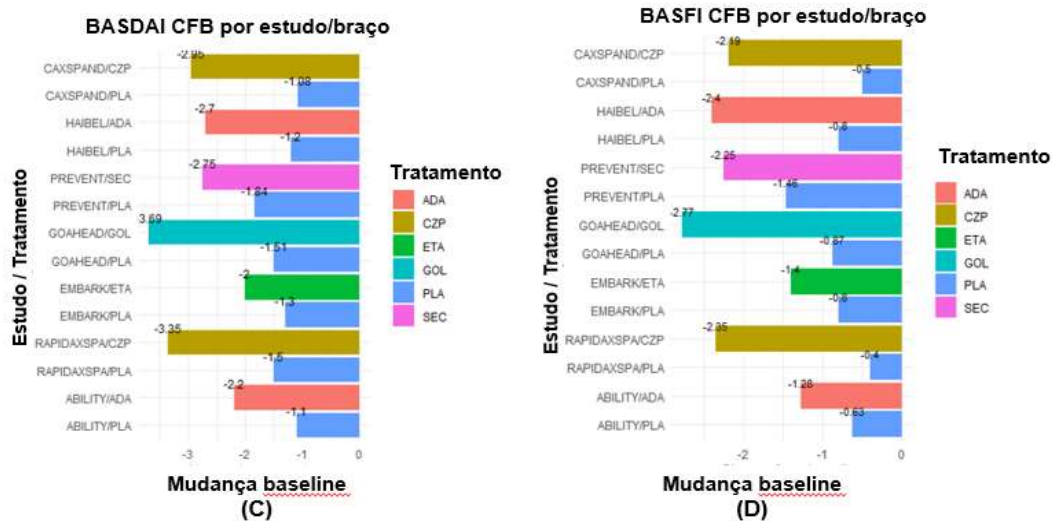 BASDAI CFB por estudo/braço
-2.95
CAXSPAND/CZP
-1.08
CAXSPAND/PLA
-2.7
HAIBEL/ADA
-1.2
HAIBEL/PLA
-2.75
PREVENT/SEC
-1.84
PREVENT/PLA
3.69
GOAHEAD/GOL
-1.51
GOAHEAD/PLA
-2
EMBARK/ETA
-1.3
EMBARK/PLA
-3.35
RAPIDAXSPA/CZP
-1.5
RAPIDAXSPA/PLA
-2.2
ABILITY/ADA
-1.1
ABILITY/PLA
Estudo / Tratamento
-2 -1 0
Mudança baseline
(C)
Tratamento
ADA
CZP
ETA
GOL
PLA
SEC
BASFI CFB por estudo/braço
-2.19
CAXSPAND/CZP
-0.5
CAXSPAND/PLA
-2.4
HAIBEL/ADA
-0.8
HAIBEL/PLA
-2.25
PREVENT/SEC
-1.46
PREVENT/PLA
-2.77
GOAHEAD/GOL
-0.87
GOAHEAD/PLA
-1.4
EMBARK/ETA
-0.8
EMBARK/PLA
-2.35
RAPIDAXSPA/CZP
-0.4
RAPIDAXSPA/PLA
-1.28
ABILITY/ADA
-0.63
ABILITY/PLA
Estudo / Tratamento
-2 -1 0
Mudança baseline
(D)
Tratamento
ADA
CZP
ETA
GOL
PLA
SEC